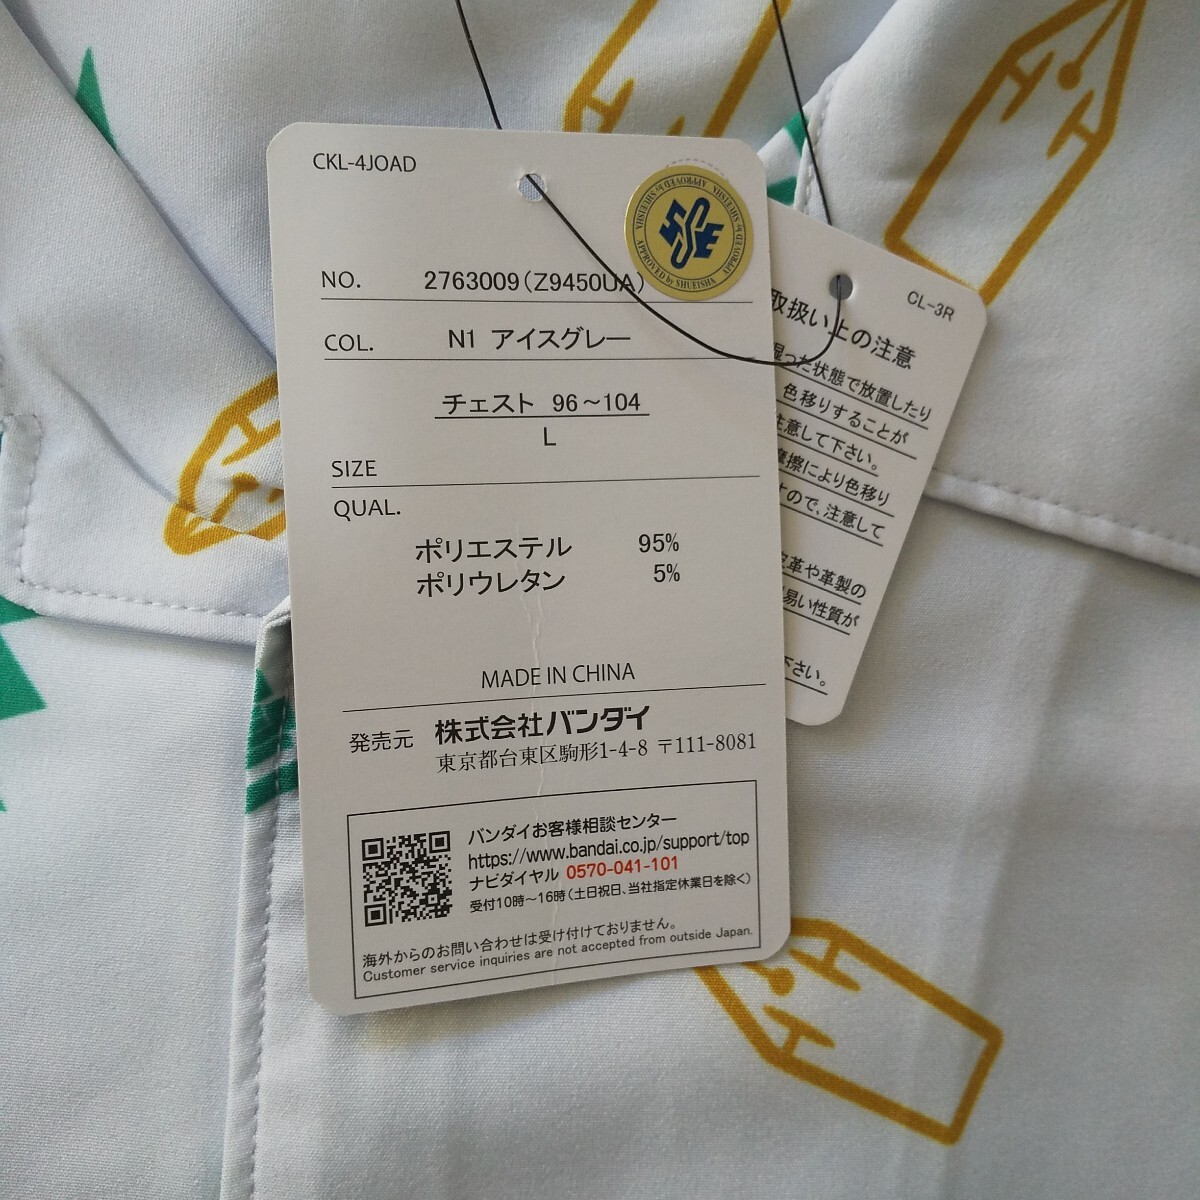 CKL-4JOAD
APPROVED by SHUEISHA APPROVED by SHUEISHA APPROVED by SHUEISHA
NO. 2763009(Z9450UA)
COL. N1 アイスグレー
チェスト 96～104
L
SIZE
QUAL.
ポリエステル 95%
ポリウレタン 5%
MADE IN CHINA
発売元 株式会社バンダイ
東京都台東区駒形1-4-8 〒111-8081
バンダイお客様相談センター
https://www.bandai.co.jp/support/top
ナビダイヤル 0570-041-101
受付10時～16時(土日祝日、当社指定休業日を除く)
海外からのお問い合わせは受け付けておりません。
Customer service inquiries are not accepted from outside Japan.
CL-3R
取扱い上の注意
湿った状態で放置したり
色移りすることが
注意して下さい。
摩擦により色移り
すので、注意して
皮革や革製の
易い性質が
下さい。